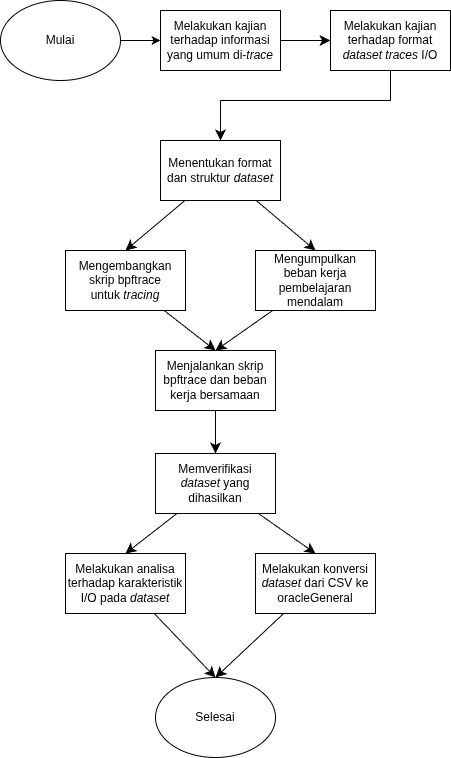 Mulai
Melakukan kajian
terhadap informasi
yang umum di-trace
Melakukan kajian
terhadap format
dataset traces I/O
Menentukan format
dan struktur dataset
Mengembangkan
skrip bpftrace
untuk tracing
Mengumpulkan
beban kerja
pembelajaran
mendalam
Menjalankan skrip
bpftrace dan beban
kerja bersamaan
Memverifikasi
dataset yang
dihasilkan
Melakukan analisa
terhadap karakteristik
I/O pada dataset
Melakukan konversi
dataset dari CSV ke
oracleGeneral
Selesai